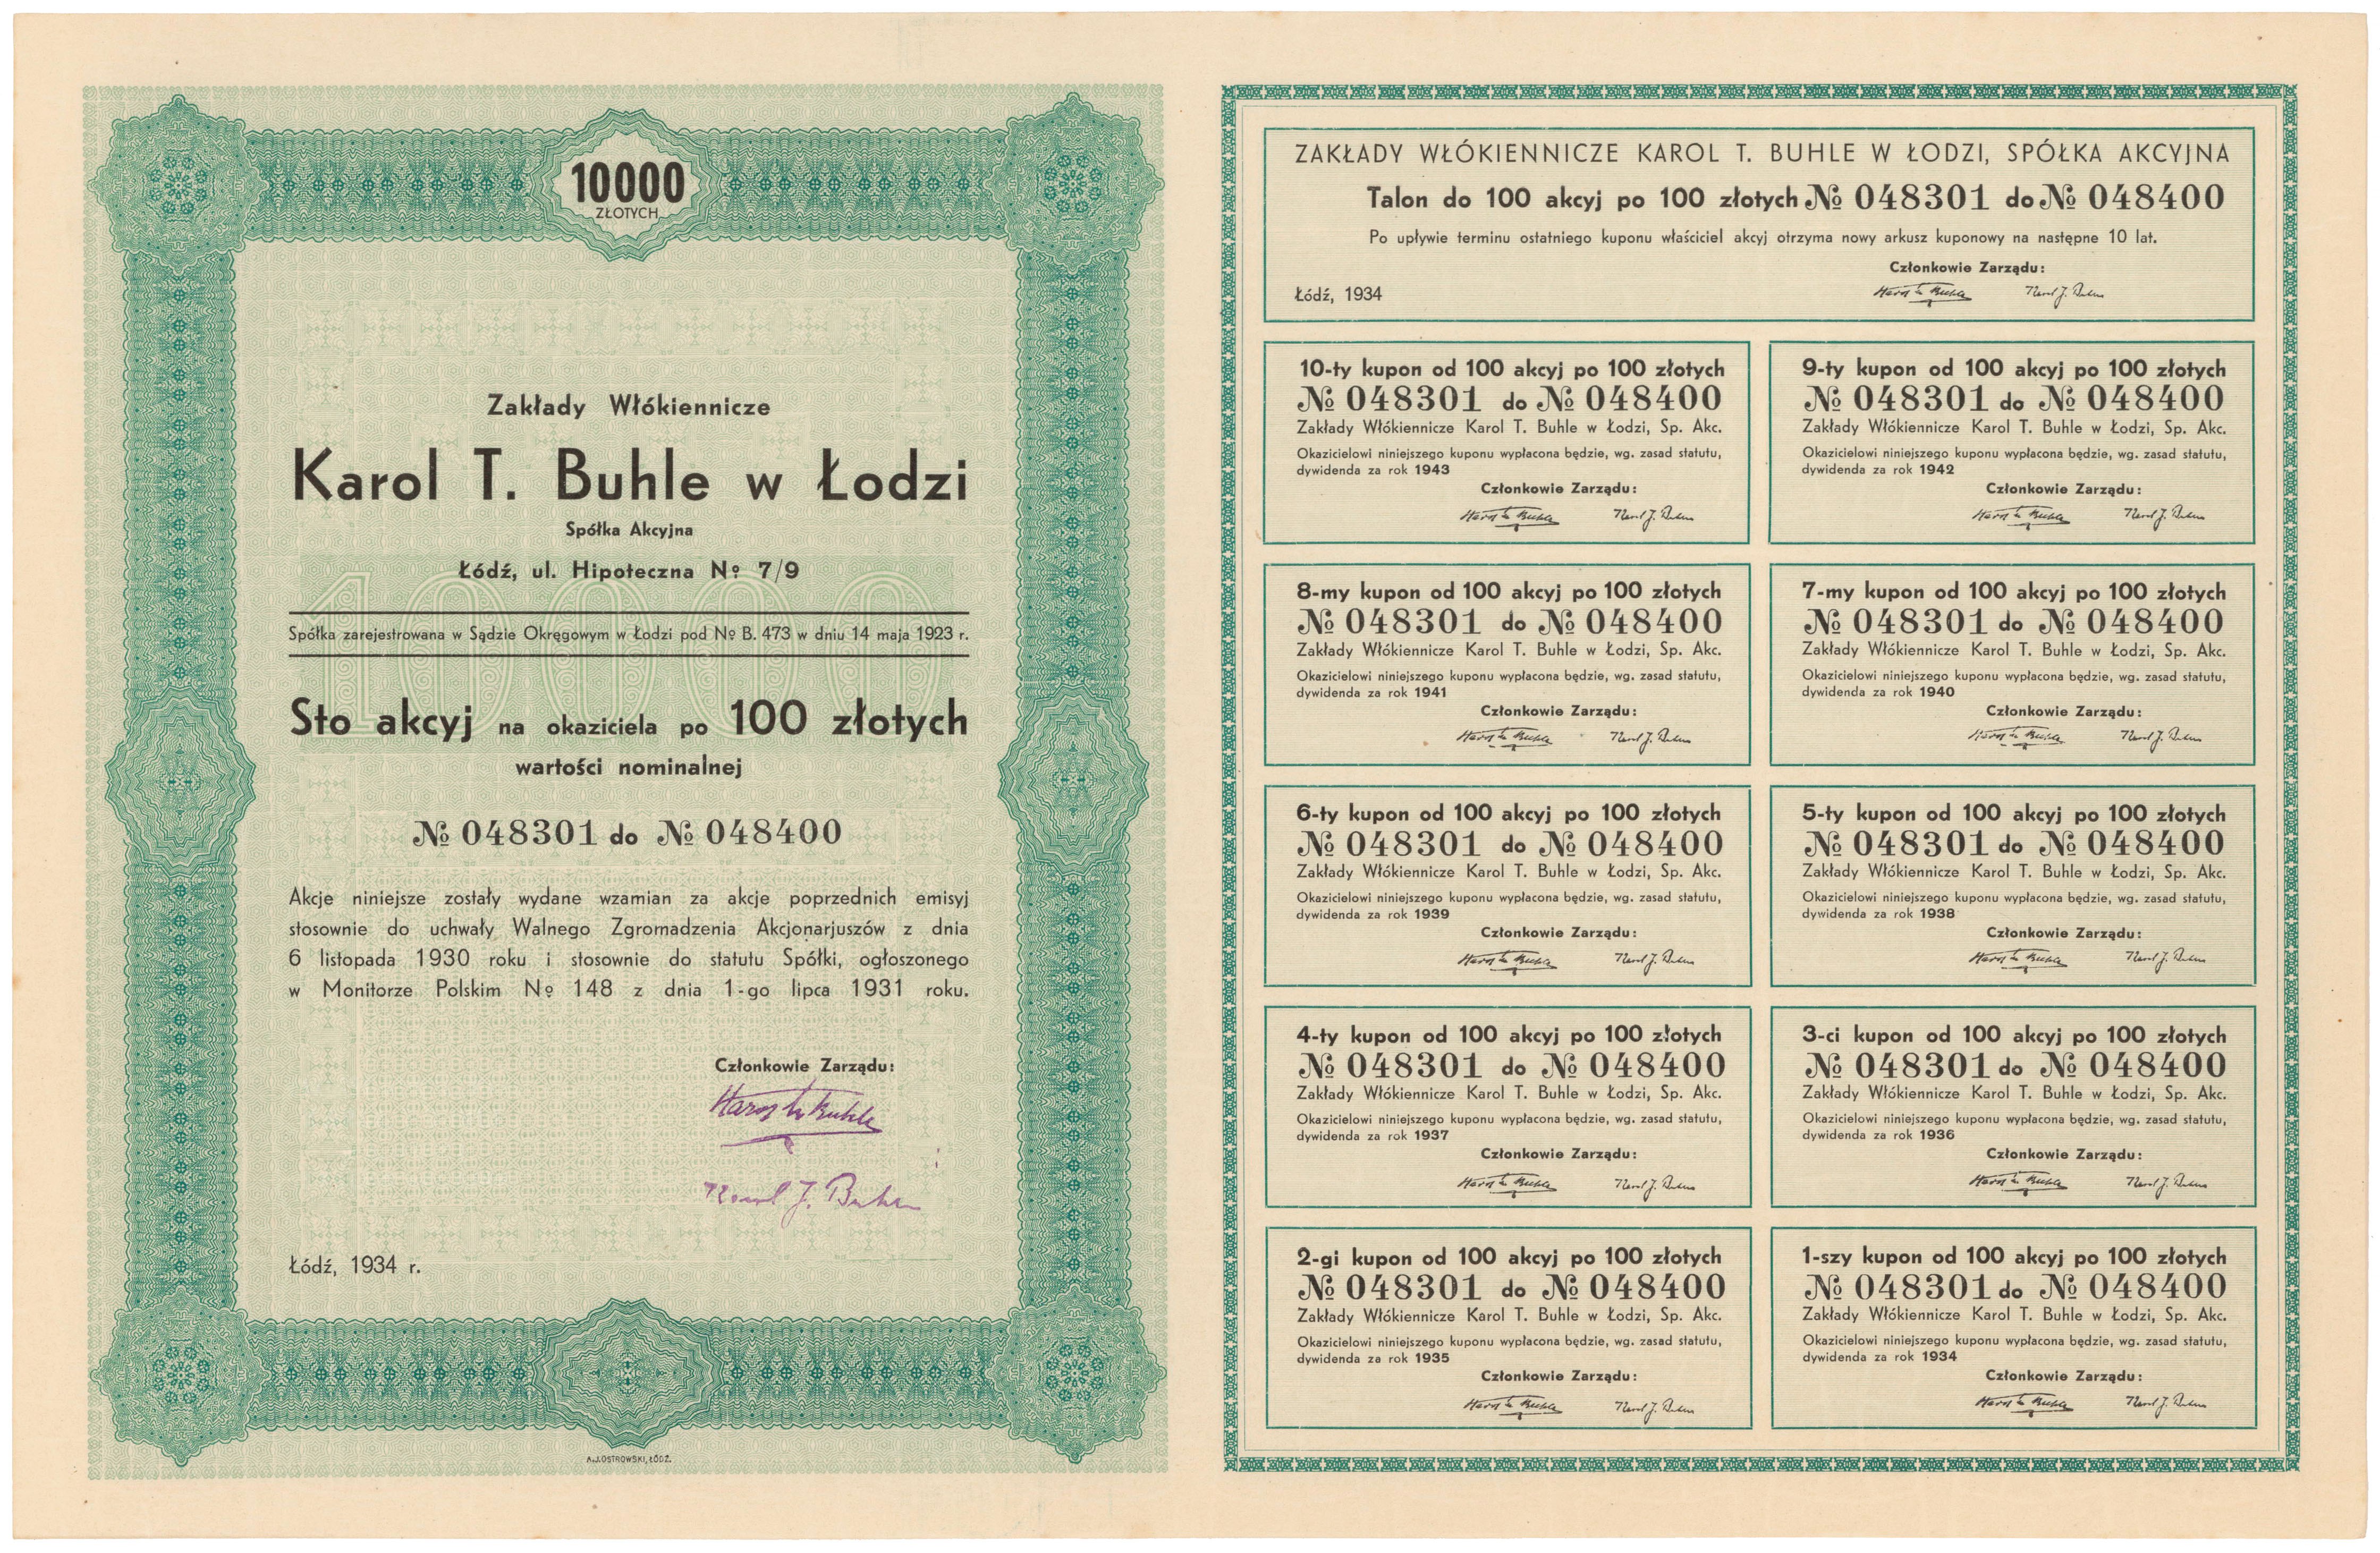 10000
ZŁOTYCH
Zakłady Włókiennicze
Karol T. Buhle w Łodzi
Spółka Akcyjna
Łódź, ul. Hipoteczna № 7/9
Spółka zarejestrowana w Sądzie Okręgowym w Łodzi pod № B. 473 w dniu 14 maja 1923 r.
Sto akcyj na okaziciela po 100 złotych
wartości nominalnej
№ 048301 do № 048400
Akcje niniejsze zostały wydane wzamian za akcje poprzednich emisyj
stosownie do uchwały Walnego Zgromadzenia Akcjonarjuszów z dnia
6 listopada 1930 roku i stosownie do statutu Spółki, ogłoszonego
w Monitorze Polskim № 148 z dnia 1-go lipca 1931 roku.
Członkowie Zarządu:
Karol J. Buhle
Łódź, 1934 r.
A.J.OSTROWSKI, ŁÓDŹ.
ZAKŁADY WŁÓKIENNICZE KAROL T. BUHLE W ŁODZI, SPÓŁKA AKCYJNA
Talon do 100 akcyj po 100 złotych № 048301 do № 048400
Po upływie terminu ostatniego kuponu właściciel akcyj otrzyma nowy arkusz kuponowy na następne 10 lat.
Członkowie Zarządu:
Łódź, 1934
10-ty kupon od 100 akcyj po 100 złotych
№ 048301 do № 048400
Zakłady Włókiennicze Karol T. Buhle w Łodzi, Sp. Akc.
Okazicielowi niniejszego kuponu wypłacona będzie, wg. zasad statutu,
dywidenda za rok 1943
Członkowie Zarządu:
9-ty kupon od 100 akcyj po 100 złotych
№ 048301 do № 048400
Zakłady Włókiennicze Karol T. Buhle w Łodzi, Sp. Akc.
Okazicielowi niniejszego kuponu wypłacona będzie, wg. zasad statutu,
dywidenda za rok 1942
Członkowie Zarządu:
8-my kupon od 100 akcyj po 100 złotych
№ 048301 do № 048400
Zakłady Włókiennicze Karol T. Buhle w Łodzi, Sp. Akc.
Okazicielowi niniejszego kuponu wypłacona będzie, wg. zasad statutu,
dywidenda za rok 1941
Członkowie Zarządu:
7-my kupon od 100 akcyj po 100 złotych
№ 048301 do № 048400
Zakłady Włókiennicze Karol T. Buhle w Łodzi, Sp. Akc.
Okazicielowi niniejszego kuponu wypłacona będzie, wg. zasad statutu,
dywidenda za rok 1940
Członkowie Zarządu:
6-ty kupon od 100 akcyj po 100 złotych
№ 048301 do № 048400
Zakłady Włókiennicze Karol T. Buhle w Łodzi, Sp. Akc.
Okazicielowi niniejszego kuponu wypłacona będzie, wg. zasad statutu,
dywidenda za rok 1939
Członkowie Zarządu:
5-ty kupon od 100 akcyj po 100 złotych
№ 048301 do № 048400
Zakłady Włókiennicze Karol T. Buhle w Łodzi, Sp. Akc.
Okazicielowi niniejszego kuponu wypłacona będzie, wg. zasad statutu,
dywidenda za rok 1938
Członkowie Zarządu:
4-ty kupon od 100 akcyj po 100 złotych
№ 048301 do № 048400
Zakłady Włókiennicze Karol T. Buhle w Łodzi, Sp. Akc.
Okazicielowi niniejszego kuponu wypłacona będzie, wg. zasad statutu,
dywidenda za rok 1937
Członkowie Zarządu:
3-ci kupon od 100 akcyj po 100 złotych
№ 048301 do № 048400
Zakłady Włókiennicze Karol T. Buhle w Łodzi, Sp. Akc.
Okazicielowi niniejszego kuponu wypłacona będzie, wg. zasad statutu,
dywidenda za rok 1936
Członkowie Zarządu:
2-gi kupon od 100 akcyj po 100 złotych
№ 048301 do № 048400
Zakłady Włókiennicze Karol T. Buhle w Łodzi, Sp. Akc.
Okazicielowi niniejszego kuponu wypłacona będzie, wg. zasad statutu,
dywidenda za rok 1935
Członkowie Zarządu:
1-szy kupon od 100 akcyj po 100 złotych
№ 048301 do № 048400
Zakłady Włókiennicze Karol T. Buhle w Łodzi, Sp. Akc.
Okazicielowi niniejszego kuponu wypłacona będzie, wg. zasad statutu,
dywidenda za rok 1934
Członkowie Zarządu: